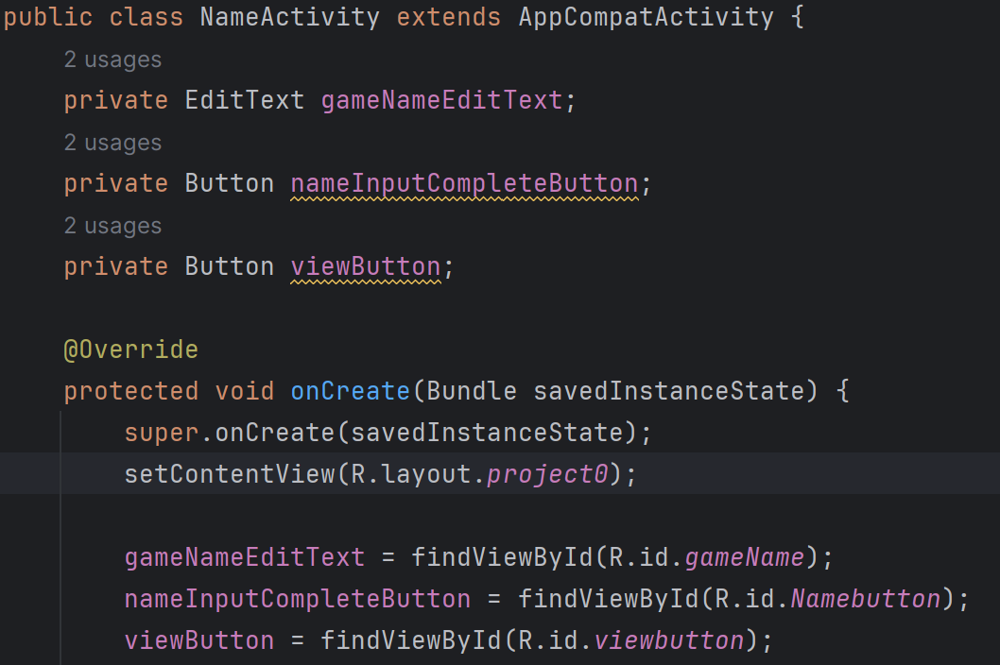 public class NameActivity extends AppCompatActivity {
2 usages
private EditText gameNameEditText;
2 usages
private Button nameInputCompleteButton;
2 usages
private Button viewButton;
@Override
protected void onCreate(Bundle savedInstanceState) {
super.onCreate(savedInstanceState);
setContentView(R.layout.project0);
gameNameEditText = findViewById(R.id.gameName);
nameInputCompleteButton = findViewById(R.id.Namebutton);
viewButton = findViewById(R.id.viewbutton);